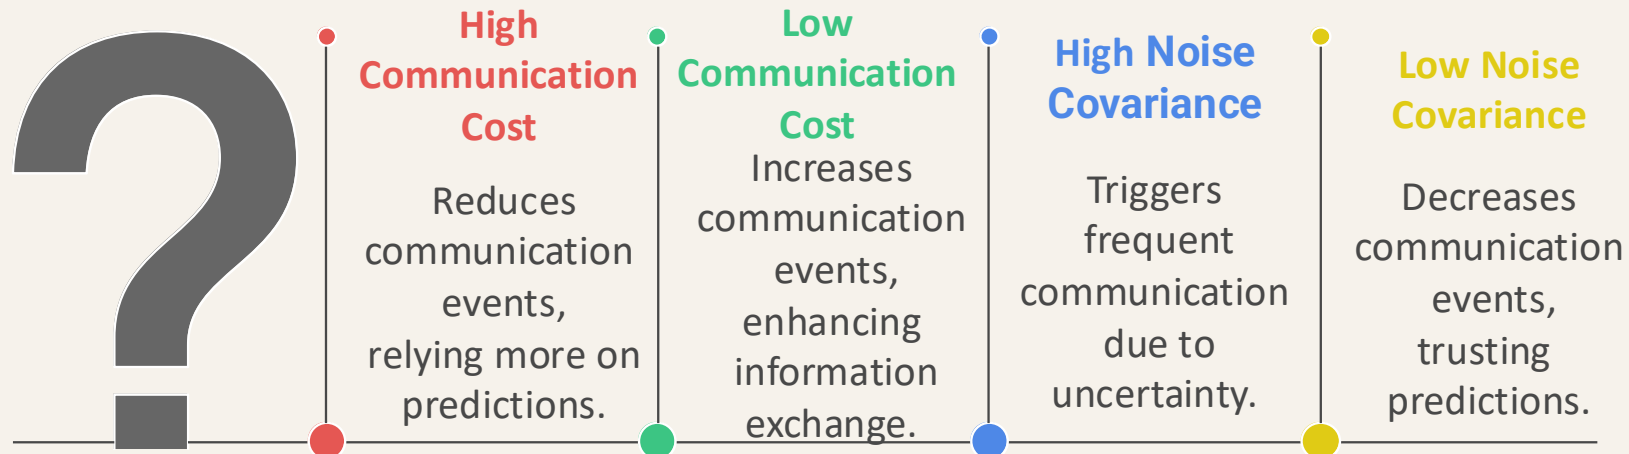 High
Communication
Cost
Reduces
communication
events,
relying more on
predictions.
Low
Communication
Cost
Increases
communication
events,
enhancing
information
exchange.
High Noise
Covariance
Triggers
frequent
communication
due to
uncertainty.
Low Noise
Covariance
Decreases
communication
events,
trusting
predictions.
?